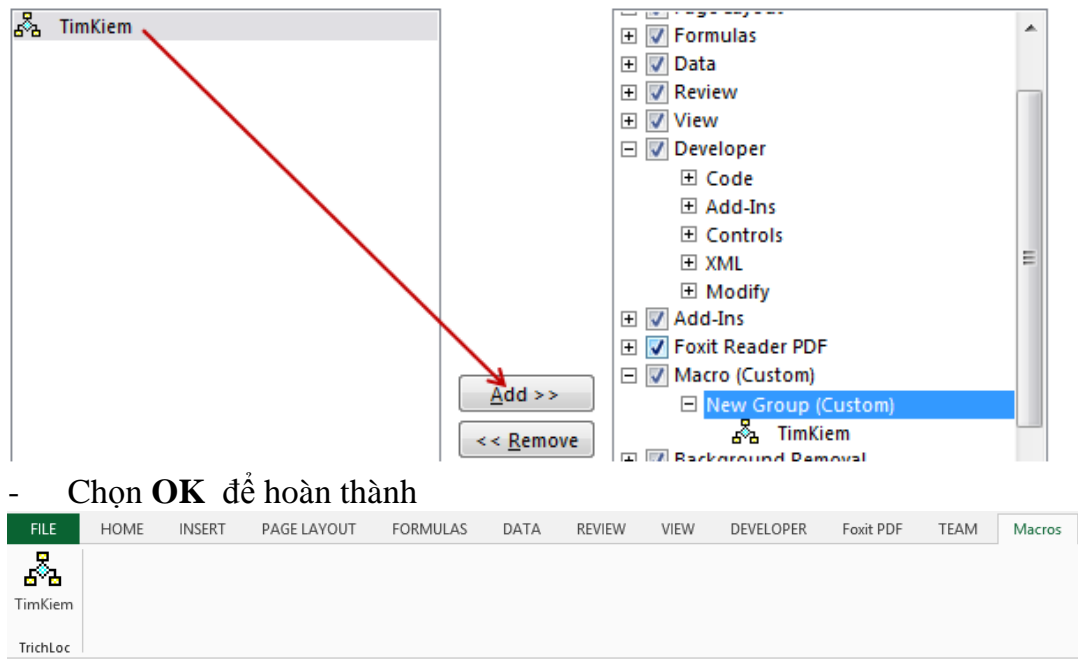 TimKiem
Page Layout
Formulas
Data
Review
View
Developer
Code
Add-Ins
Controls
XML
Modify
Add-Ins
Foxit Reader PDF
Macro (Custom)
New Group (Custom)
TimKiem
Background Removal
Add >>
<< Remove
- Chọn OK để hoàn thành
FILE HOME INSERT PAGE LAYOUT FORMULAS DATA REVIEW VIEW DEVELOPER Foxit PDF TEAM Macros
TimKiem
TrichLoc